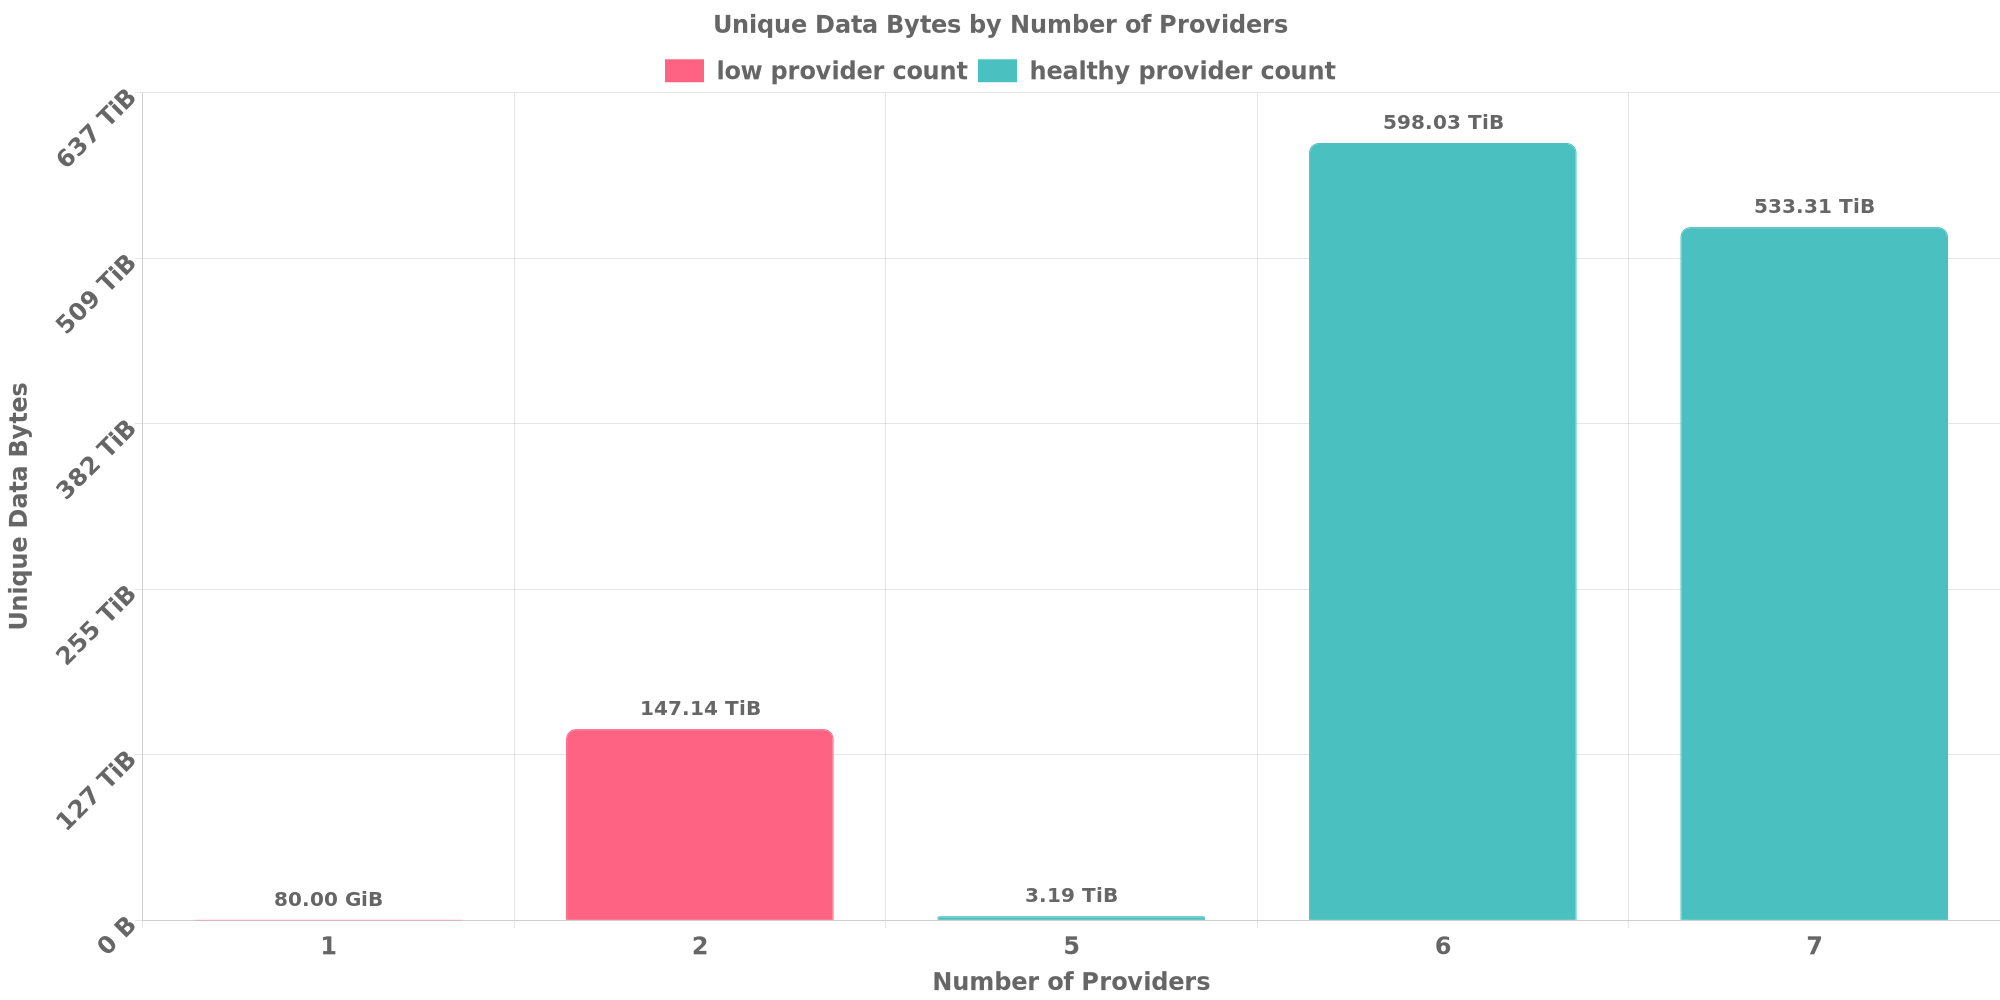 Unique Data Bytes by Number of Providers
low provider count healthy provider count
637 TiB
509 TiB
382 TiB
255 TiB
127 TiB
0 B
Unique Data Bytes
80.00 GiB
147.14 TiB
3.19 TiB
598.03 TiB
533.31 TiB
1 2 5 6 7
Number of Providers